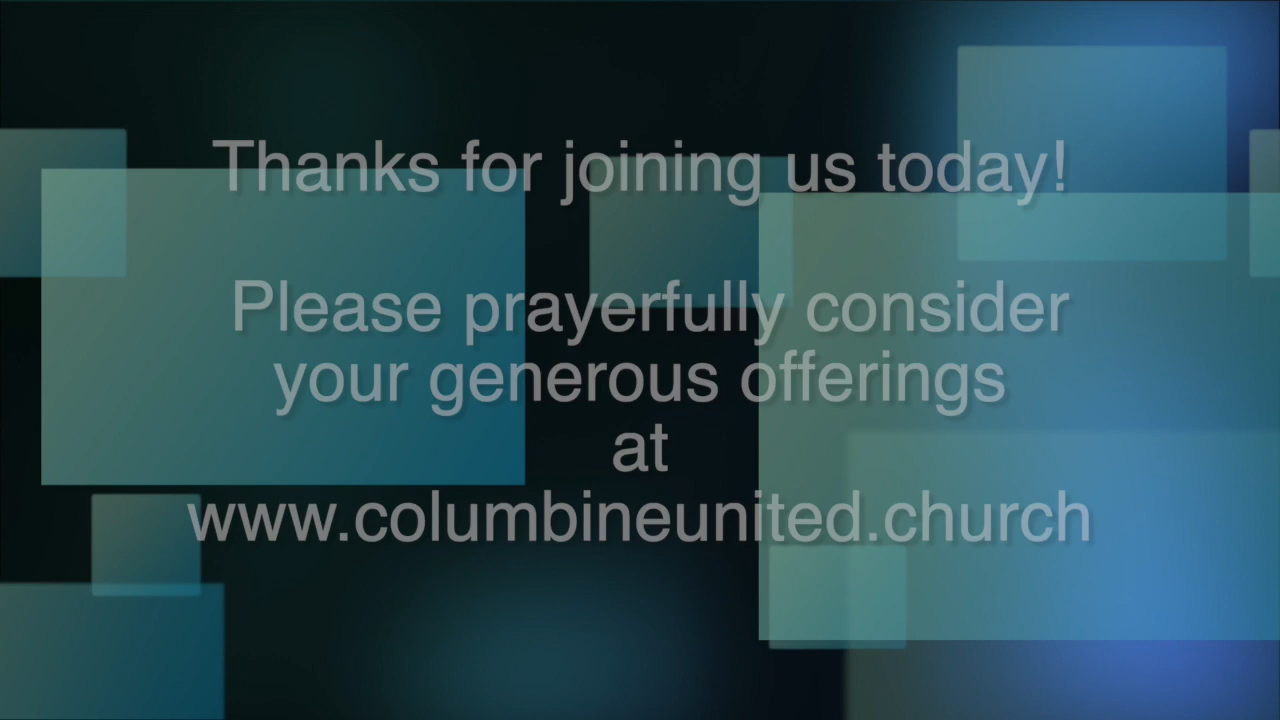 Thanks for joining us today!
Please prayerfully consider
your generous offerings
at
www.columbineunited.church